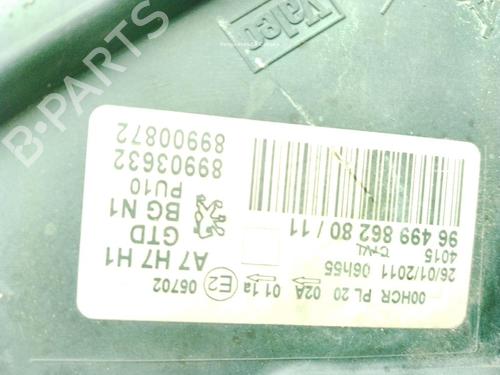 B-PARTS
Valeo
00HCR PL 20 02A 01 1a E2 05702
26/01/2011 06h55
4015
96 499 862 80 / 11
A7 H7 H1
GTD
BG N1
PU10
89903632
89900872